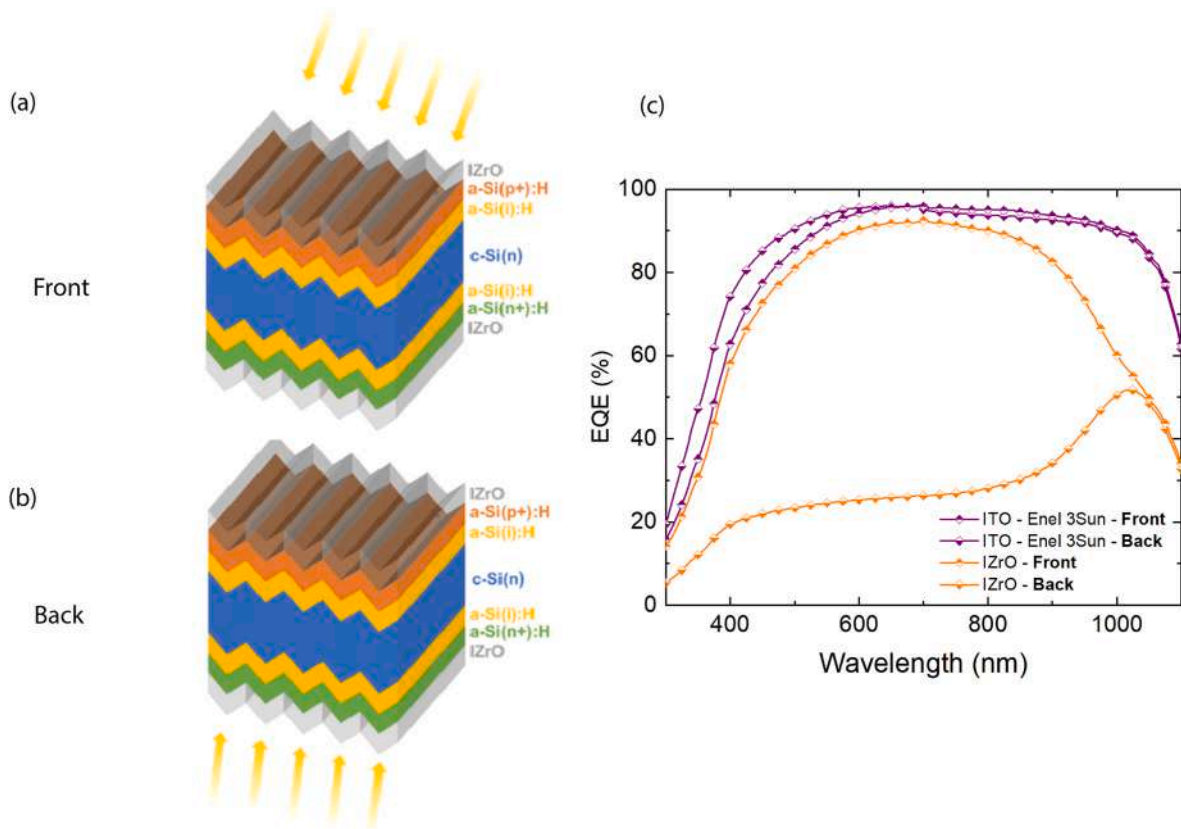 (a)
Front
IZrO
a-Si(p+):H
a-Si(i):H
c-Si(n)
a-Si(i):H
a-Si(n+):H
IZrO
(b)
Back
IZrO
a-Si(p+):H
a-Si(i):H
c-Si(n)
a-Si(i):H
a-Si(n+):H
IZrO
(c)
EQE (%)
100
80
60
40
20
0
400
600
800
1000
Wavelength (nm)
ITO - Enel 3Sun - Front
ITO - Enel 3Sun - Back
IZrO - Front
IZrO - Back